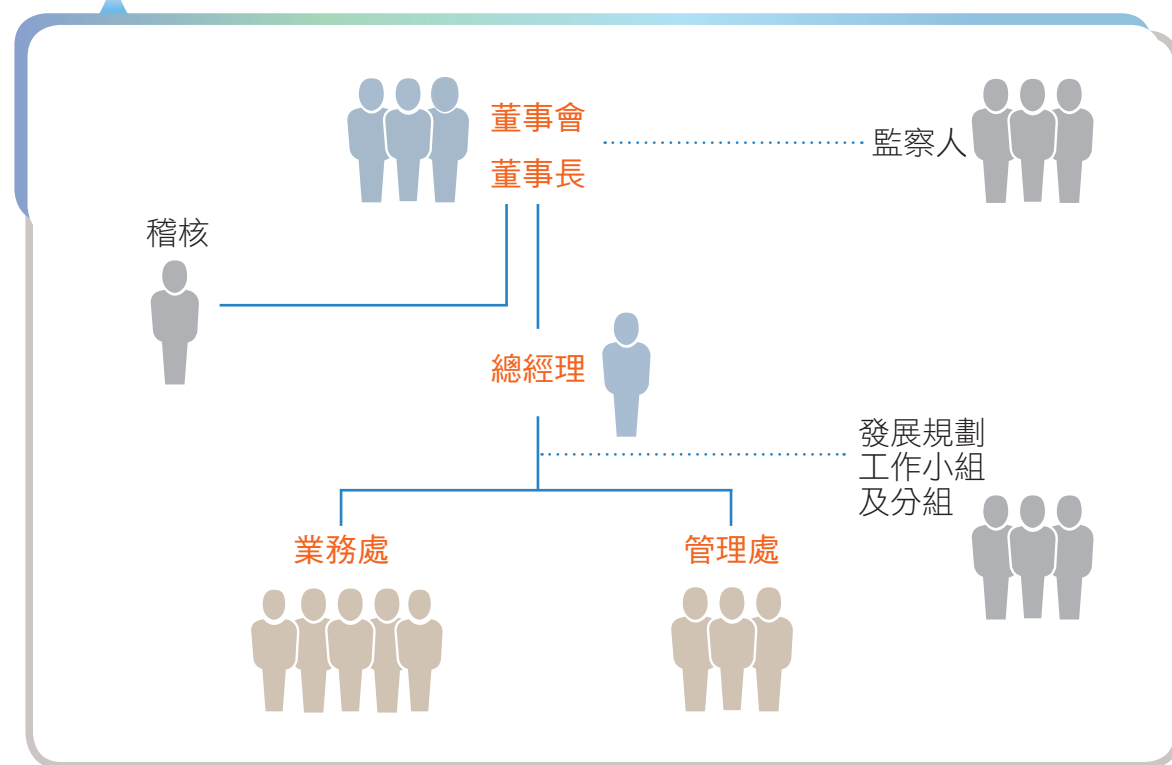 董事會
董事長
監察人
稽核
總經理
發展規劃
工作小組
及分組
業務處
管理處